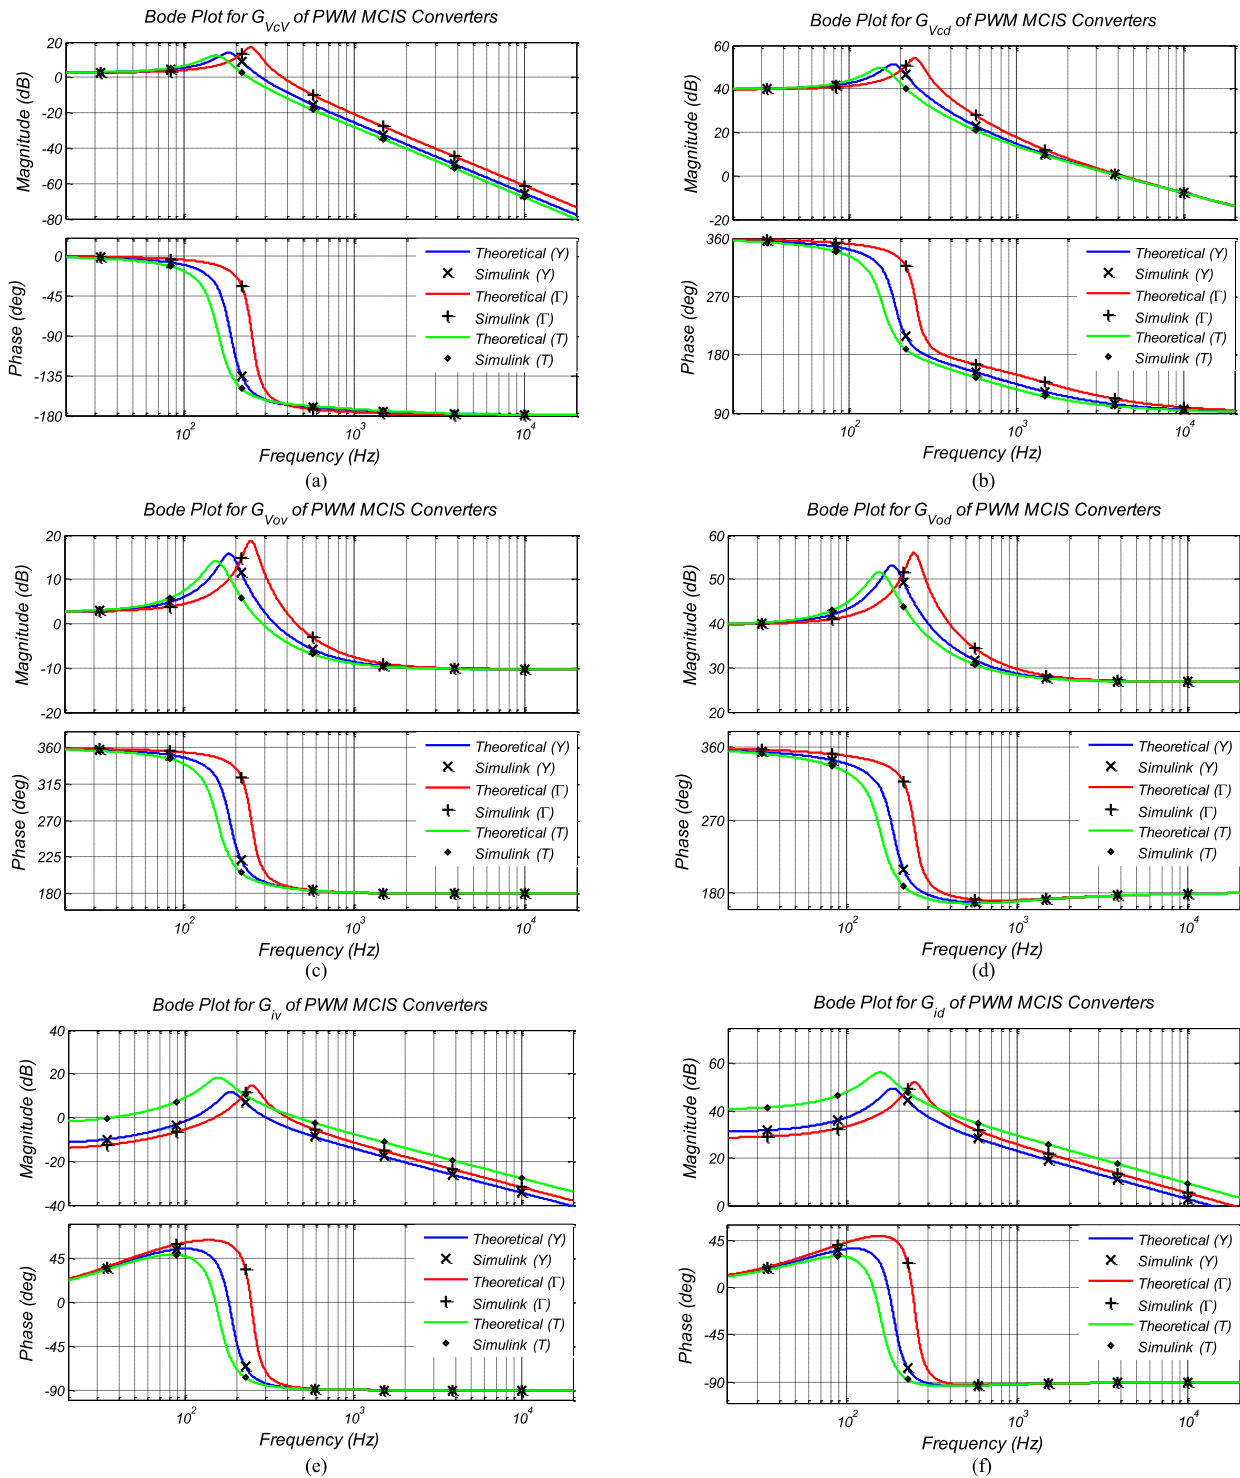 Bode Plot for G_VcV of PWM MCIS Converters
Magnitude (dB)
20
0
-20
-40
-60
-80
Phase (deg)
0
-45
-90
-135
-180
Theoretical (Y)
Simulink (Y)
Theoretical (Γ)
Simulink (Γ)
Theoretical (T)
Simulink (T)
10^2
10^3
10^4
Frequency (Hz)
(a)
Bode Plot for G_Vcd of PWM MCIS Converters
Magnitude (dB)
60
40
20
0
-20
Phase (deg)
360
270
180
90
Theoretical (Y)
Simulink (Y)
Theoretical (Γ)
Simulink (Γ)
Theoretical (T)
Simulink (T)
10^2
10^3
10^4
Frequency (Hz)
(b)
Bode Plot for G_Vov of PWM MCIS Converters
Magnitude (dB)
20
10
0
-10
-20
Phase (deg)
360
315
270
225
180
Theoretical (Y)
Simulink (Y)
Theoretical (Γ)
Simulink (Γ)
Theoretical (T)
Simulink (T)
10^2
10^3
10^4
Frequency (Hz)
(c)
Bode Plot for G_Vod of PWM MCIS Converters
Magnitude (dB)
60
50
40
30
20
Phase (deg)
360
270
180
Theoretical (Y)
Simulink (Y)
Theoretical (Γ)
Simulink (Γ)
Theoretical (T)
Simulink (T)
10^2
10^3
10^4
Frequency (Hz)
(d)
Bode Plot for G_iv of PWM MCIS Converters
Magnitude (dB)
40
20
0
-20
-40
Phase (deg)
45
0
-45
-90
Theoretical (Y)
Simulink (Y)
Theoretical (Γ)
Simulink (Γ)
Theoretical (T)
Simulink (T)
10^2
10^3
10^4
Frequency (Hz)
(e)
Bode Plot for G_id of PWM MCIS Converters
Magnitude (dB)
60
40
20
0
Phase (deg)
45
0
-45
-90
Theoretical (Y)
Simulink (Y)
Theoretical (Γ)
Simulink (Γ)
Theoretical (T)
Simulink (T)
10^2
10^3
10^4
Frequency (Hz)
(f)